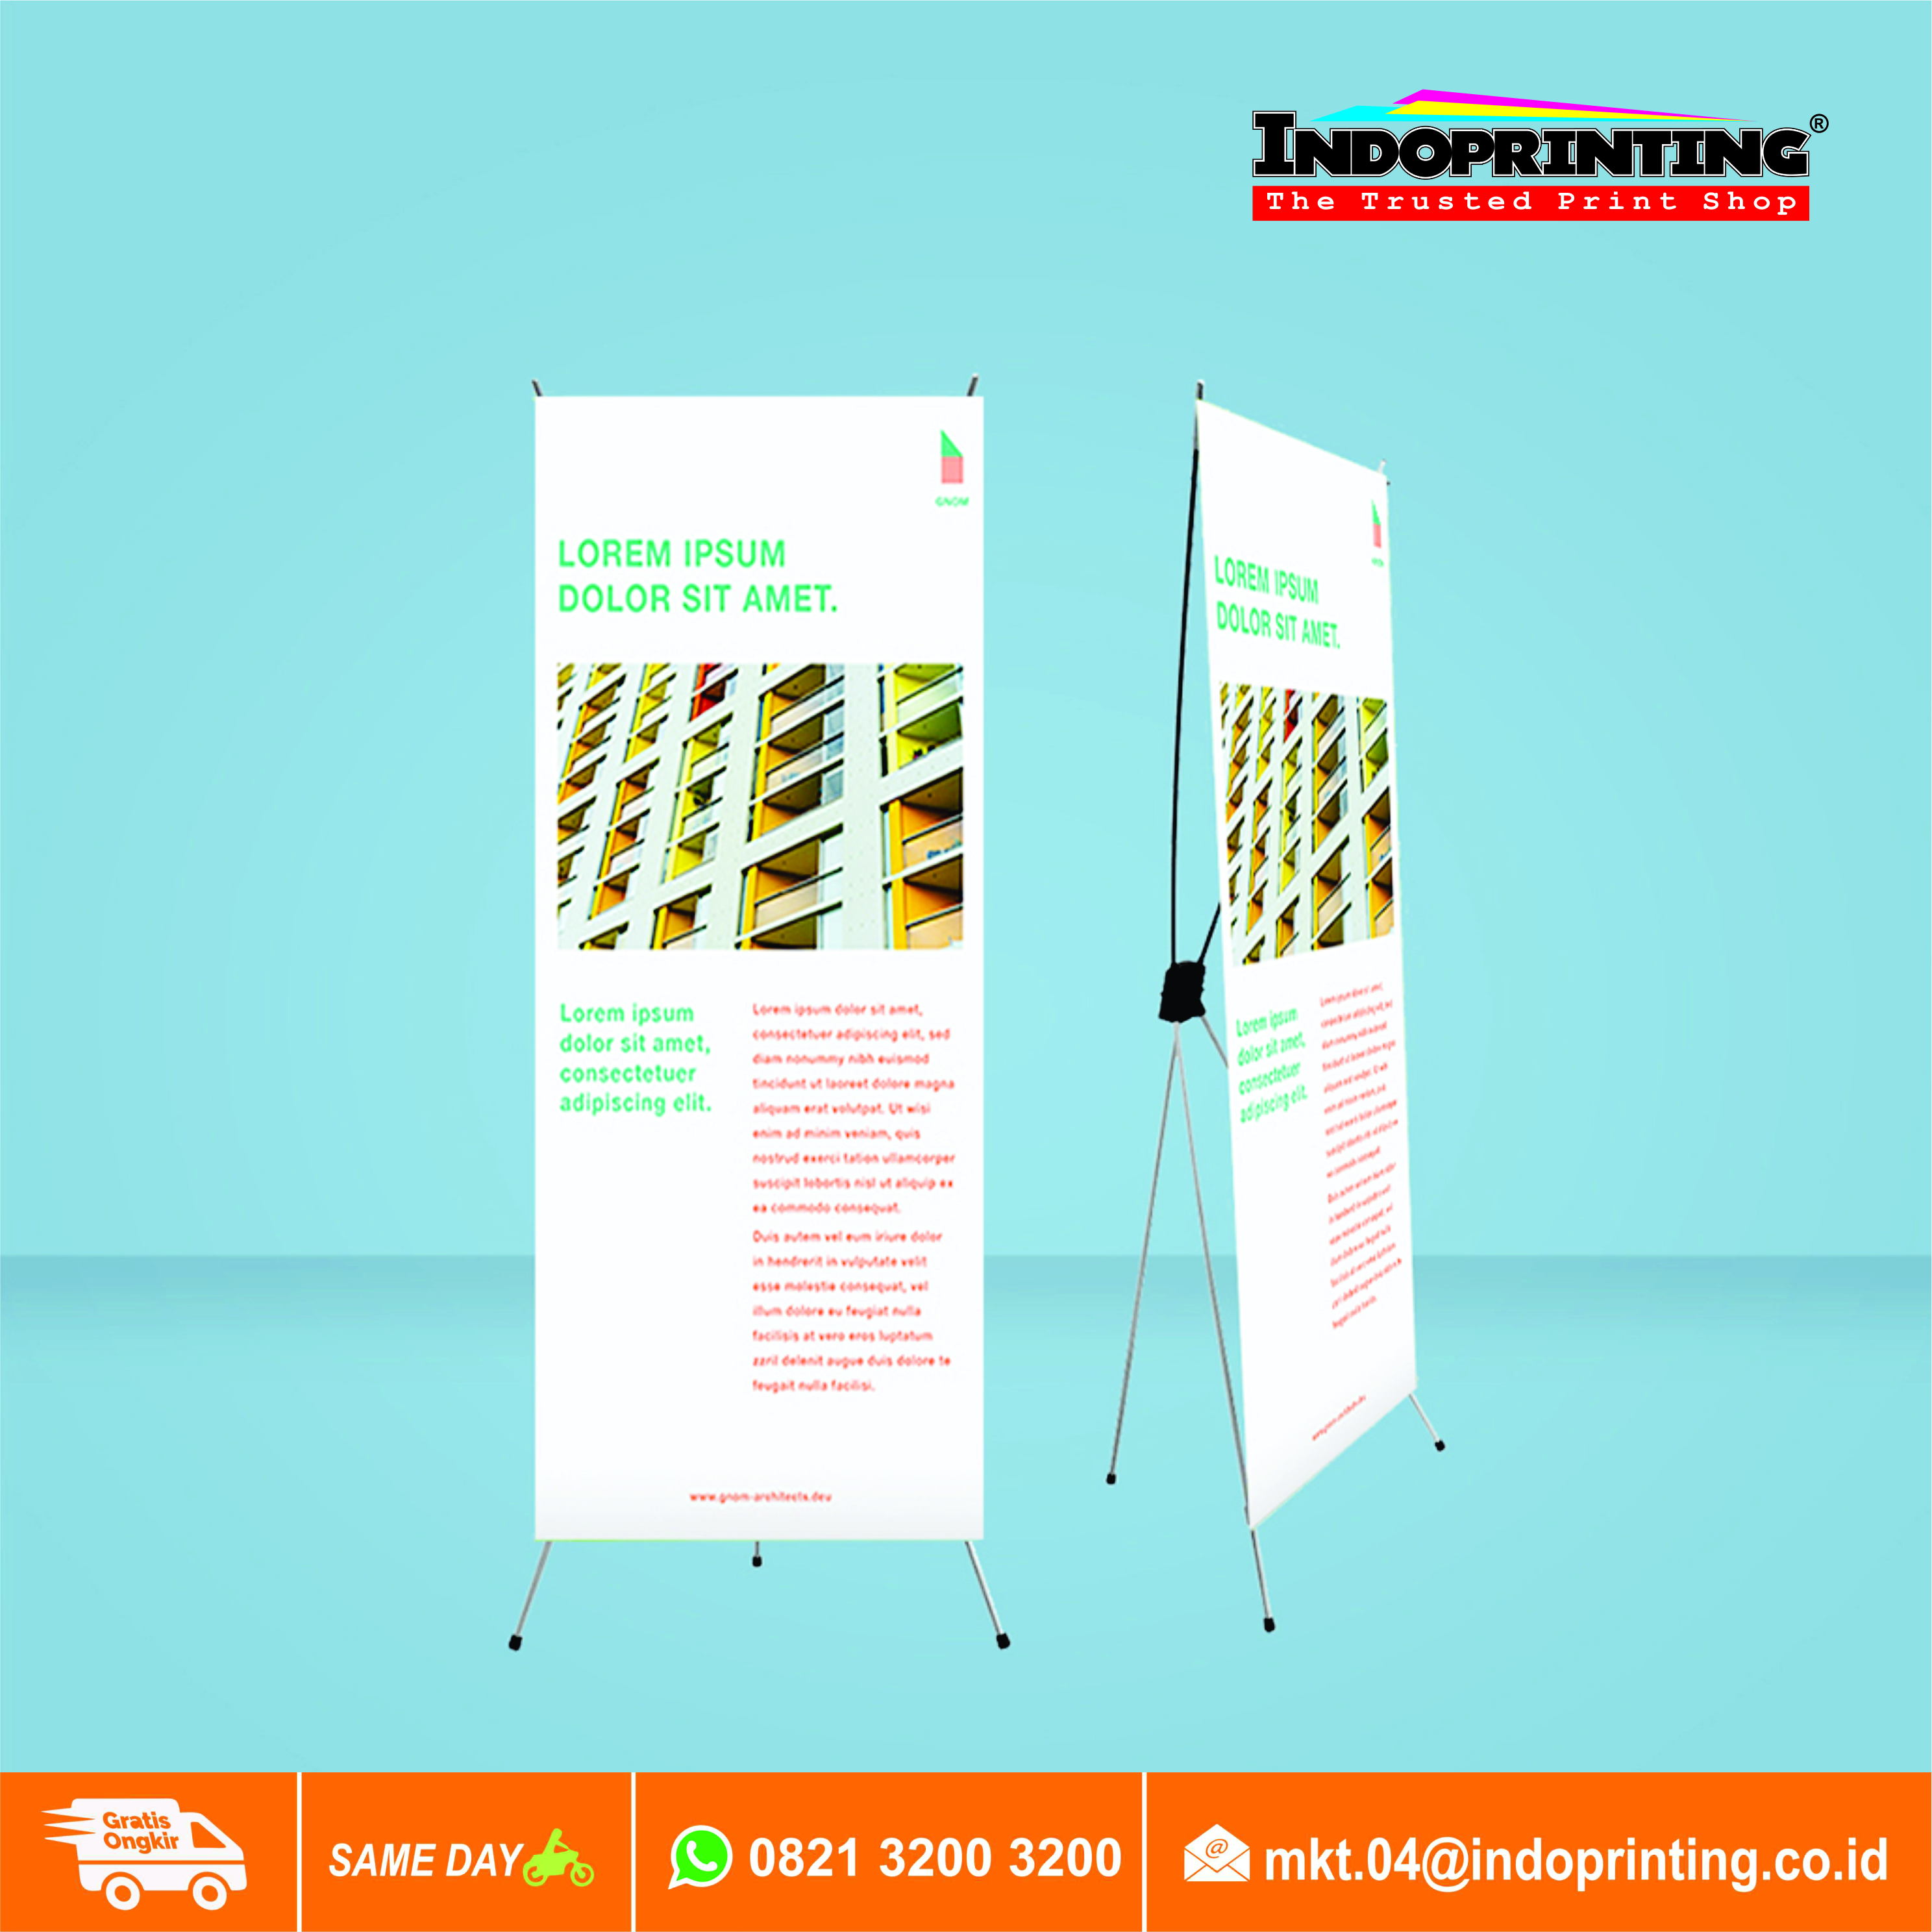 INDOPRINTING®
The Trusted Print Shop
GNOM
LOREM IPSUM
DOLOR SIT AMET.
Lorem ipsum
dolor sit amet,
consectetuer
adipiscing elit.
Lorem ipsum dolor sit amet,
consectetuer adipiscing elit, sed
diam nonummy nibh euismod
tincidunt ut laoreet dolore magna
aliquam erat volutpat. Ut wisi
enim ad minim veniam, quis
nostrud exerci tation ullamcorper
suscipit lobortis nisl ut aliquip ex
ea commodo consequat.
Duis autem vel eum iriure dolor
in hendrerit in vulputate velit
esse molestie consequat, vel
illum dolore eu feugiat nulla
facilisis at vero eros luptatum
zzril delenit augue duis dolore te
feugait nulla facilisi.
www.gnom-architects.deu
LOREM IPSUM
DOLOR SIT AMET.
Lorem ipsum
dolor sit amet,
consectetuer
adipiscing elit.
Gratis
Ongkir
SAME DAY
0821 3200 3200
mkt.04@indoprinting.co.id